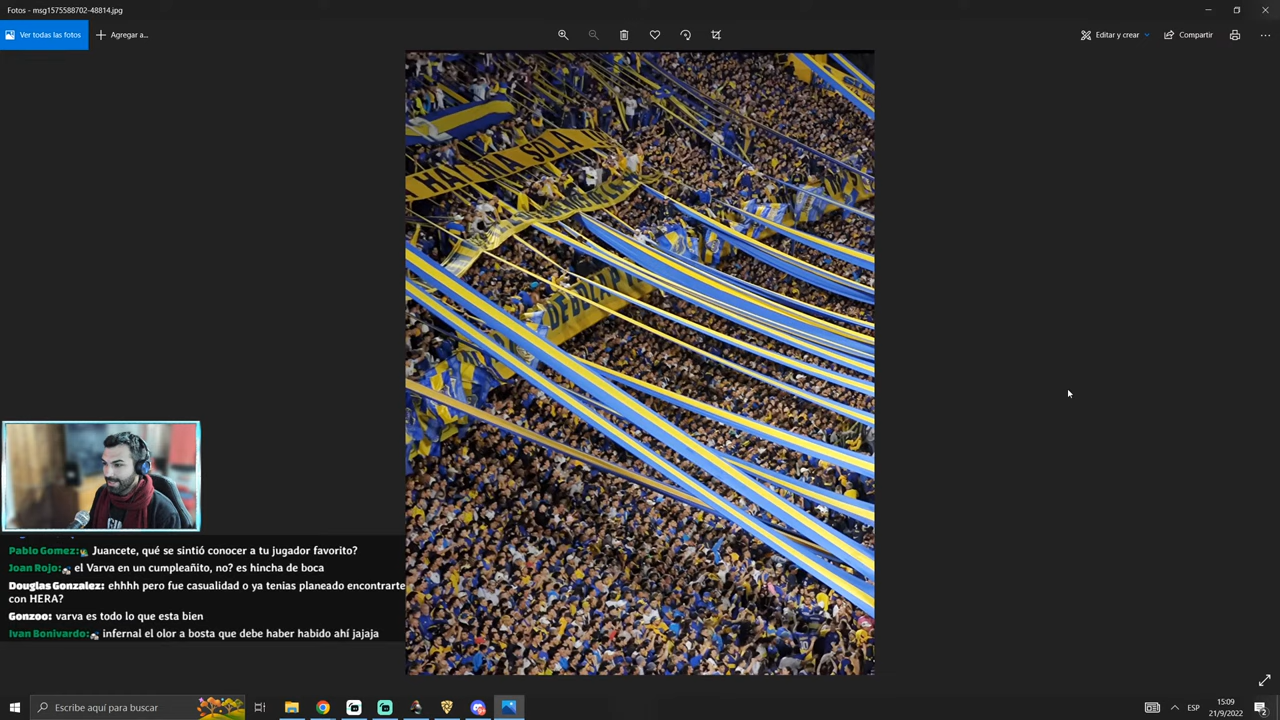 Fotos - msg1575588702-48814.jpg
Ver todas las fotos
Agregar a...
Editar y crear
Compartir
HAY UNA SOLA
Pablo Gomez: Juancete, qué se sintió conocer a tu jugador favorito?
Joan Rojo: el Varva en un cumpleañito, no? es hincha de boca
Douglas Gonzalez: ehhhh pero fue casualidad o ya tenias planeado encontrarte
con HERA?
Gonzoo: varva es todo lo que esta bien
Ivan Bonivardo: infernal el olor a bosta que debe haber habido ahí jajaja
Escribe aquí para buscar
ESP
15:09
21/9/2022
2